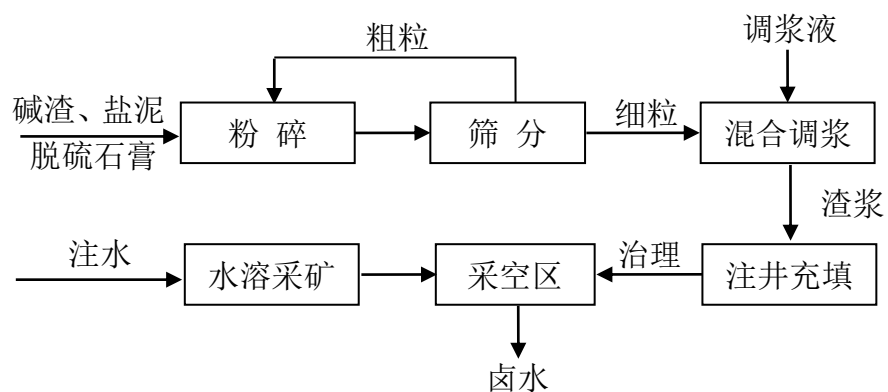 粗粒
调浆液
碱渣、盐泥
脱硫石膏
粉 碎
筛 分
细粒
混合调浆
渣浆
注水
水溶采矿
采空区
治理
注井充填
卤水